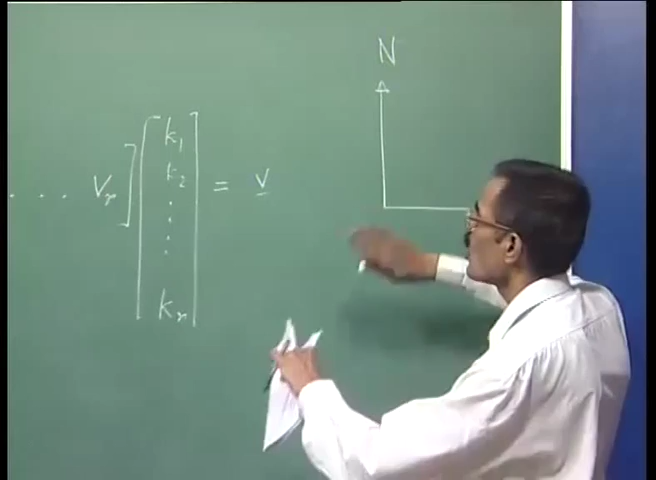 N
k1
k2
. . . vr] [ ⋮ ] = v
kr